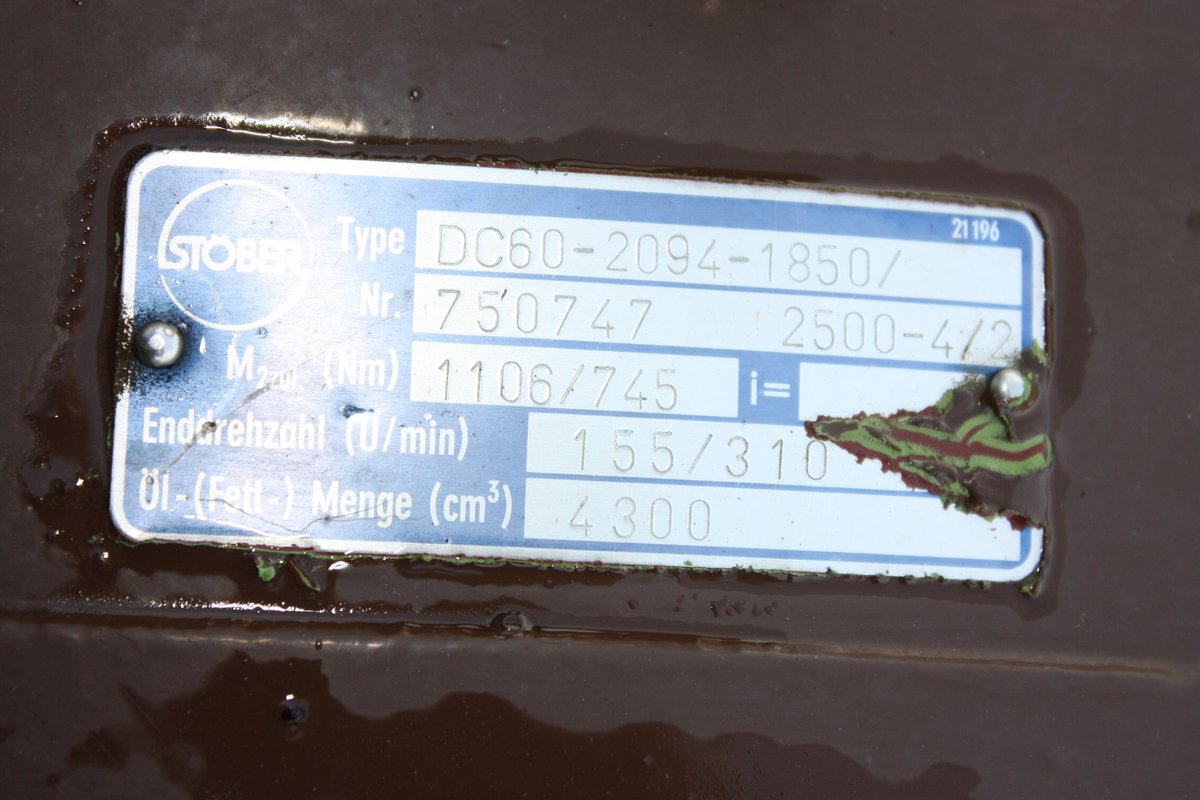 21196
STÖBER
Type DC60-2094-1850/
Nr. 750747 2500-4/2
M2zul. (Nm) 1106/745 i=
Enddrehzahl (U/min) 155/310
Öl-(Fett-) Menge (cm³) 4300